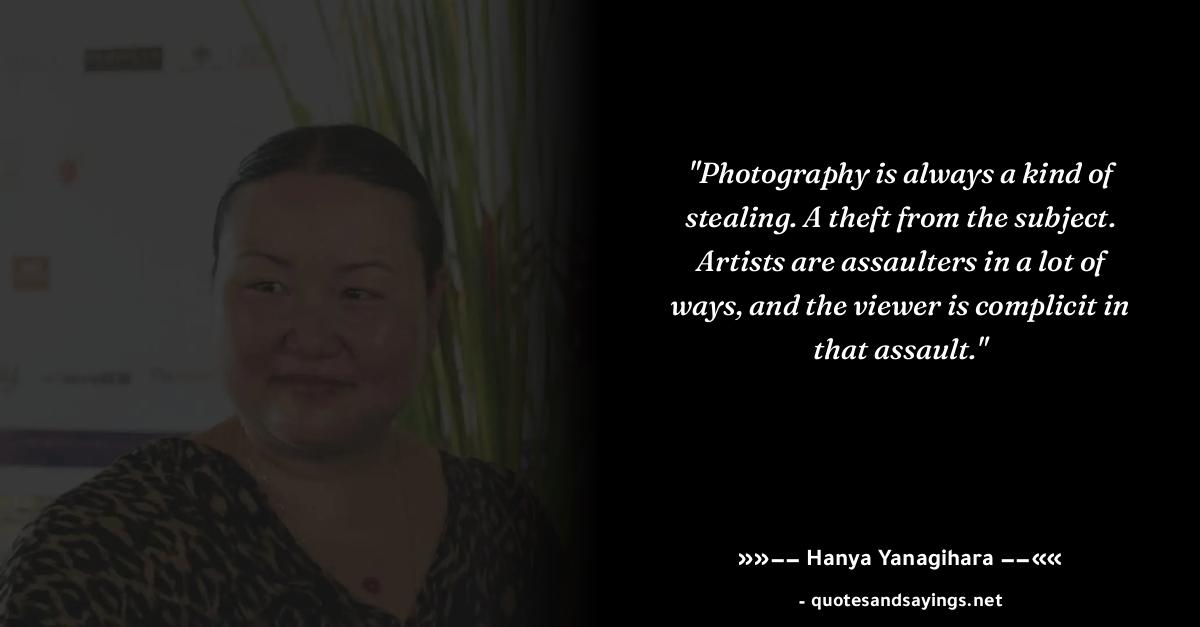 "Photography is always a kind of
stealing. A theft from the subject.
Artists are assaulters in a lot of
ways, and the viewer is complicit in
that assault."
»»–– Hanya Yanagihara ––««
- quotesandsayings.net